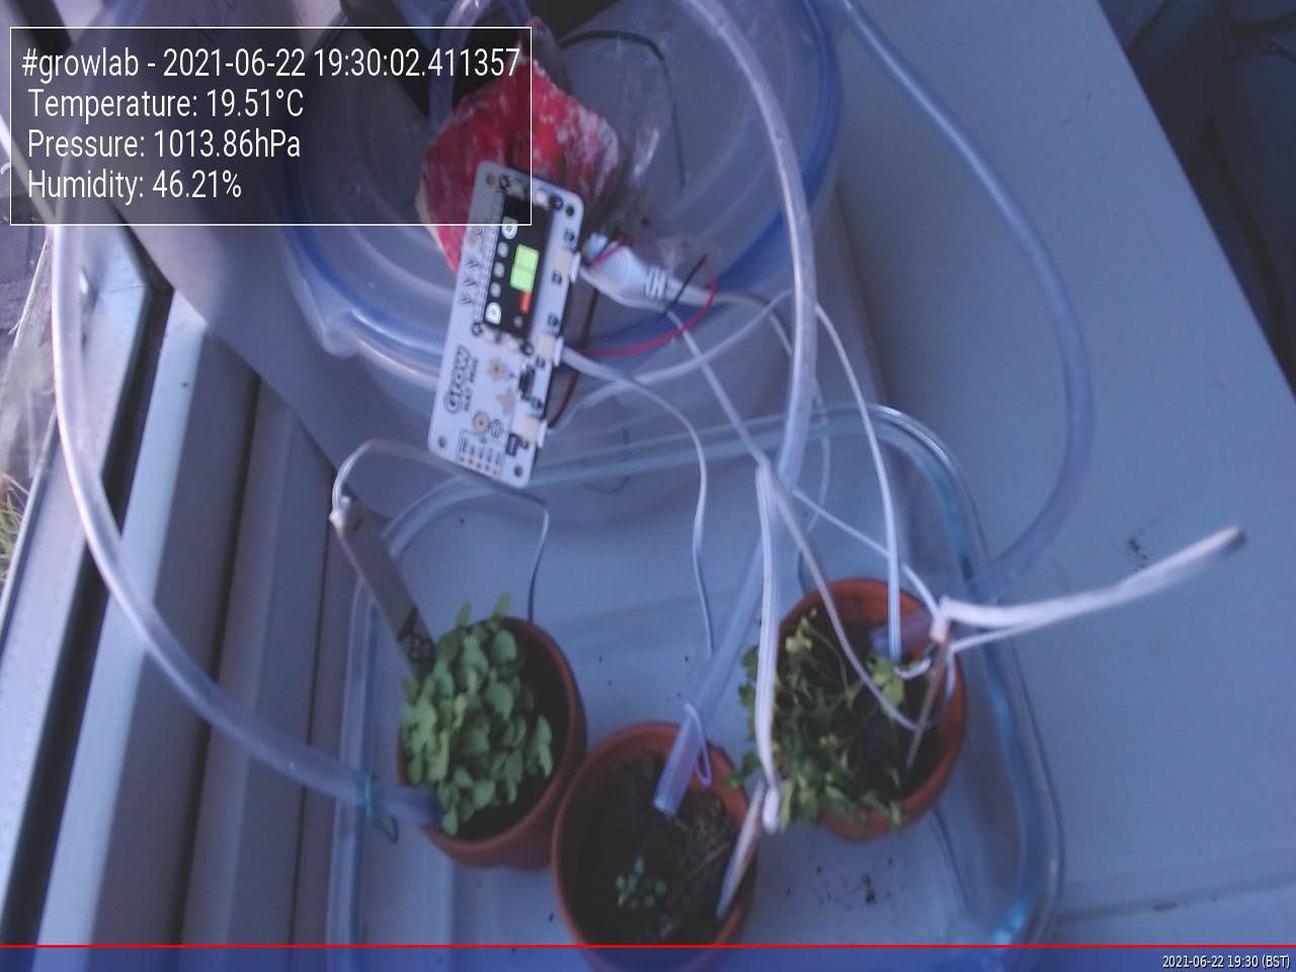 #growlab - 2021-06-22 19:30:02.411357
Temperature: 19.51°C
Pressure: 1013.86hPa
Humidity: 46.21%
GROW
2021-06-22 19:30 (BST)